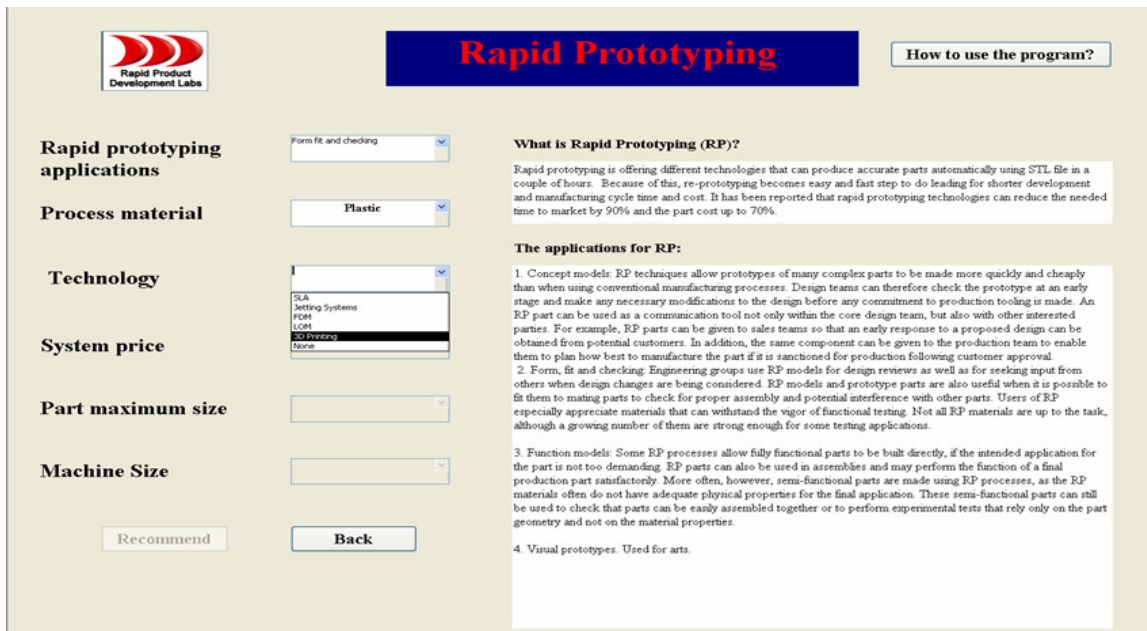 Rapid Product
Development Labs
Rapid Prototyping
How to use the program?
Rapid prototyping
applications
Form fit and checking
Process material
Plastic
Technology
SLA
Jetting Systems
FDM
LOM
3D Printing
None
System price
Part maximum size
Machine Size
Recommend
Back
What is Rapid Prototyping (RP)?
Rapid prototyping is offering different technologies that can produce accurate parts automatically using STL file in a
couple of hours. Because of this, re-prototyping becomes easy and fast step to do leading for shorter development
and manufacturing cycle time and cost. It has been reported that rapid prototyping technologies can reduce the needed
time to market by 90% and the part cost up to 70%.
The applications for RP:
1. Concept models: RP techniques allow prototypes of many complex parts to be made more quickly and cheaply
than when using conventional manufacturing processes. Design teams can therefore check the prototype at an early
stage and make any necessary modifications to the design before any commitment to production tooling is made. An
RP part can be used as a communication tool not only within the core design team, but also with other interested
parties. For example, RP parts can be given to sales teams so that an early response to a proposed design can be
obtained from potential customers. In addition, the same component can be given to the production team to enable
them to plan how best to manufacture the part if it is sanctioned for production following customer approval.
2. Form, fit and checking: Engineering groups use RP models for design reviews as well as for seeking input from
others when design changes are being considered. RP models and prototype parts are also useful when it is possible to
fit them to mating parts to check for proper assembly and potential interference with other parts. Users of RP
especially appreciate materials that can withstand the vigor of functional testing. Not all RP materials are up to the task,
although a growing number of them are strong enough for some testing applications.
3. Function models: Some RP processes allow fully functional parts to be built directly, if the intended application for
the part is not too demanding. RP parts can also be used in assemblies and may perform the function of a final
production part satisfactorily. More often, however, semi-functional parts are made using RP processes, as the RP
materials often do not have adequate physical properties for the final application. These semi-functional parts can still
be used to check that parts can be easily assembled together or to perform experimental tests that rely only on the part
geometry and not on the material properties.
4. Visual prototypes. Used for arts.